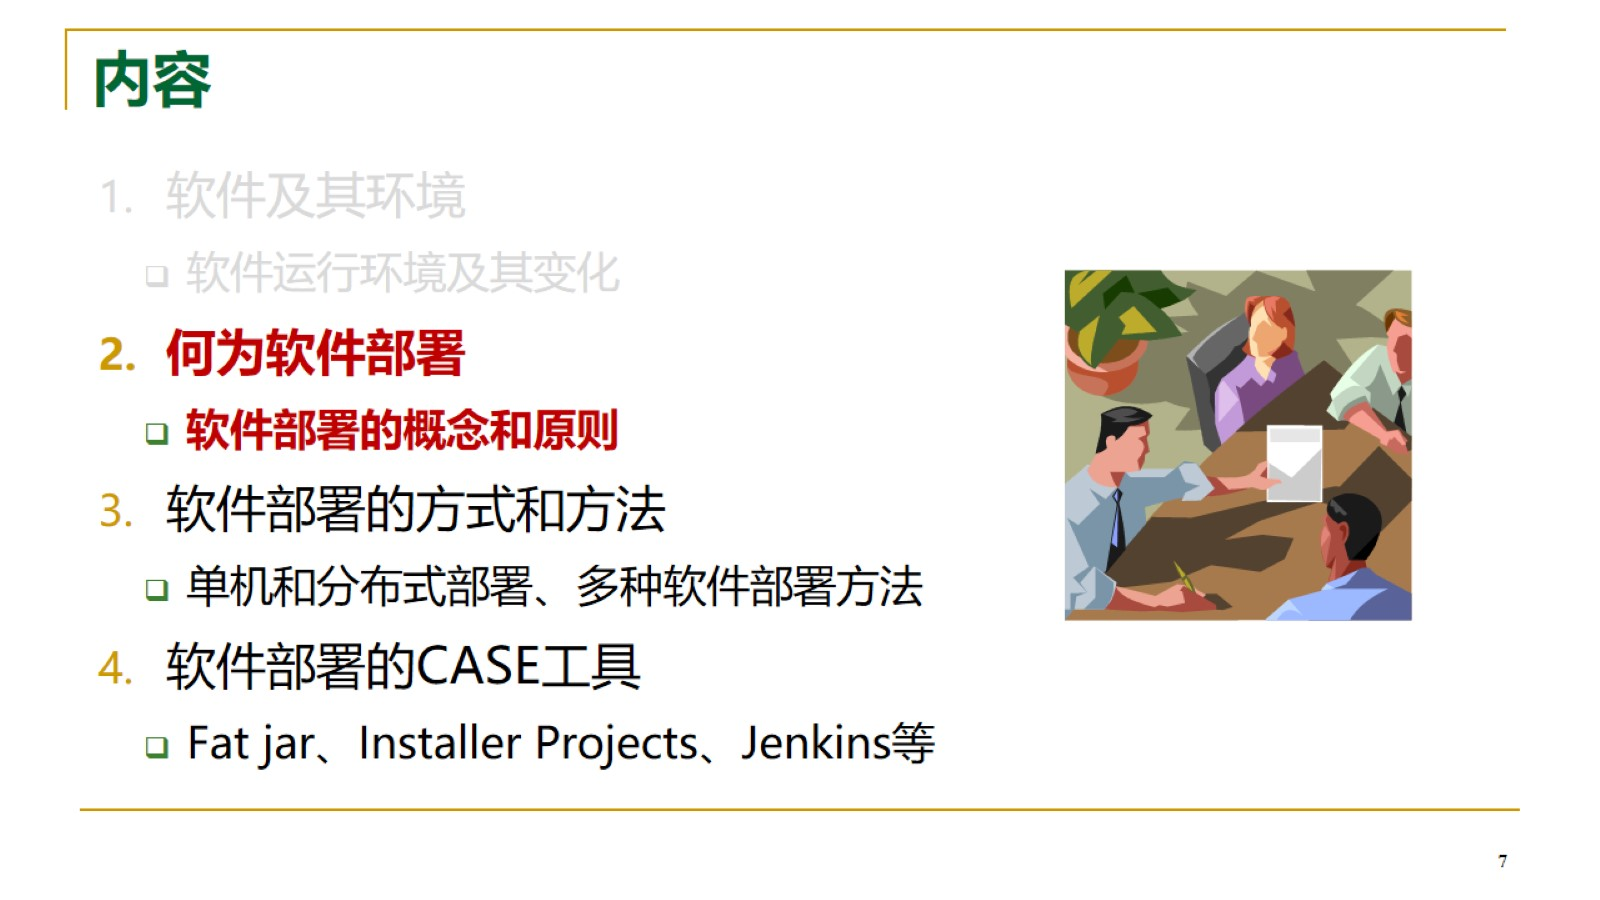 内容
1. 软件及其环境
❑ 软件运行环境及其变化
2. 何为软件部署
❑ 软件部署的概念和原则
3. 软件部署的方式和方法
❑ 单机和分布式部署、多种软件部署方法
4. 软件部署的CASE工具
❑ Fat jar、Installer Projects、Jenkins等
7